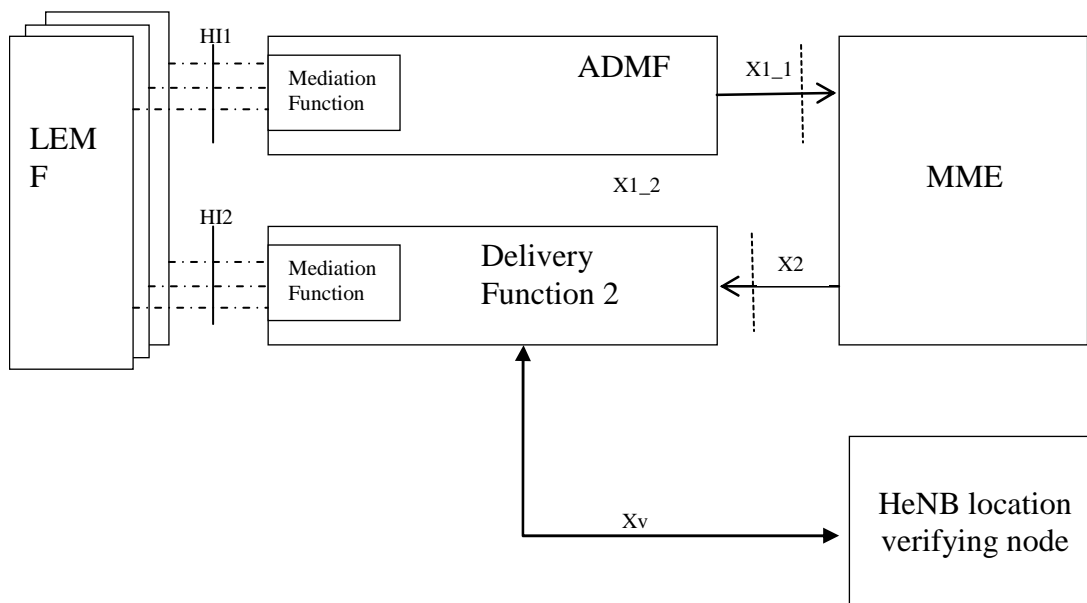 HI1
Mediation
Function
ADMF
X1_1
LEM
F
MME
X1_2
HI2
Mediation
Function
Delivery
Function 2
X2
Xv
HeNB location
verifying node